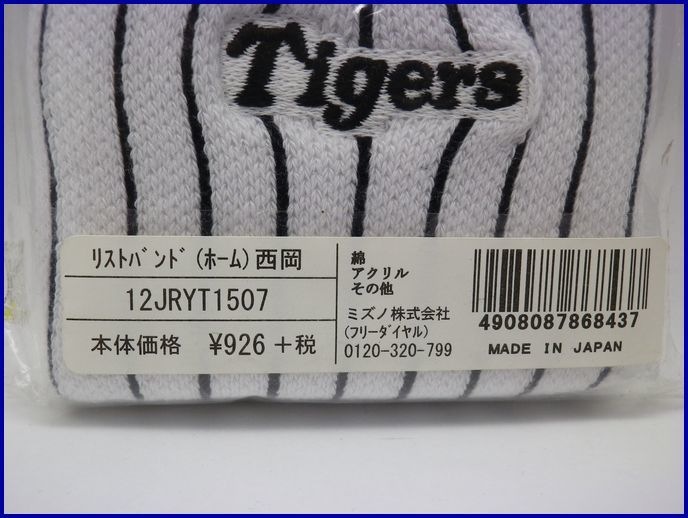 Tigers
リストバンド(ホーム)西岡
12JRYT1507
本体価格 ¥926+税
綿
アクリル
その他
ミズノ株式会社
(フリーダイヤル)
0120-320-799
4908087868437
MADE IN JAPAN